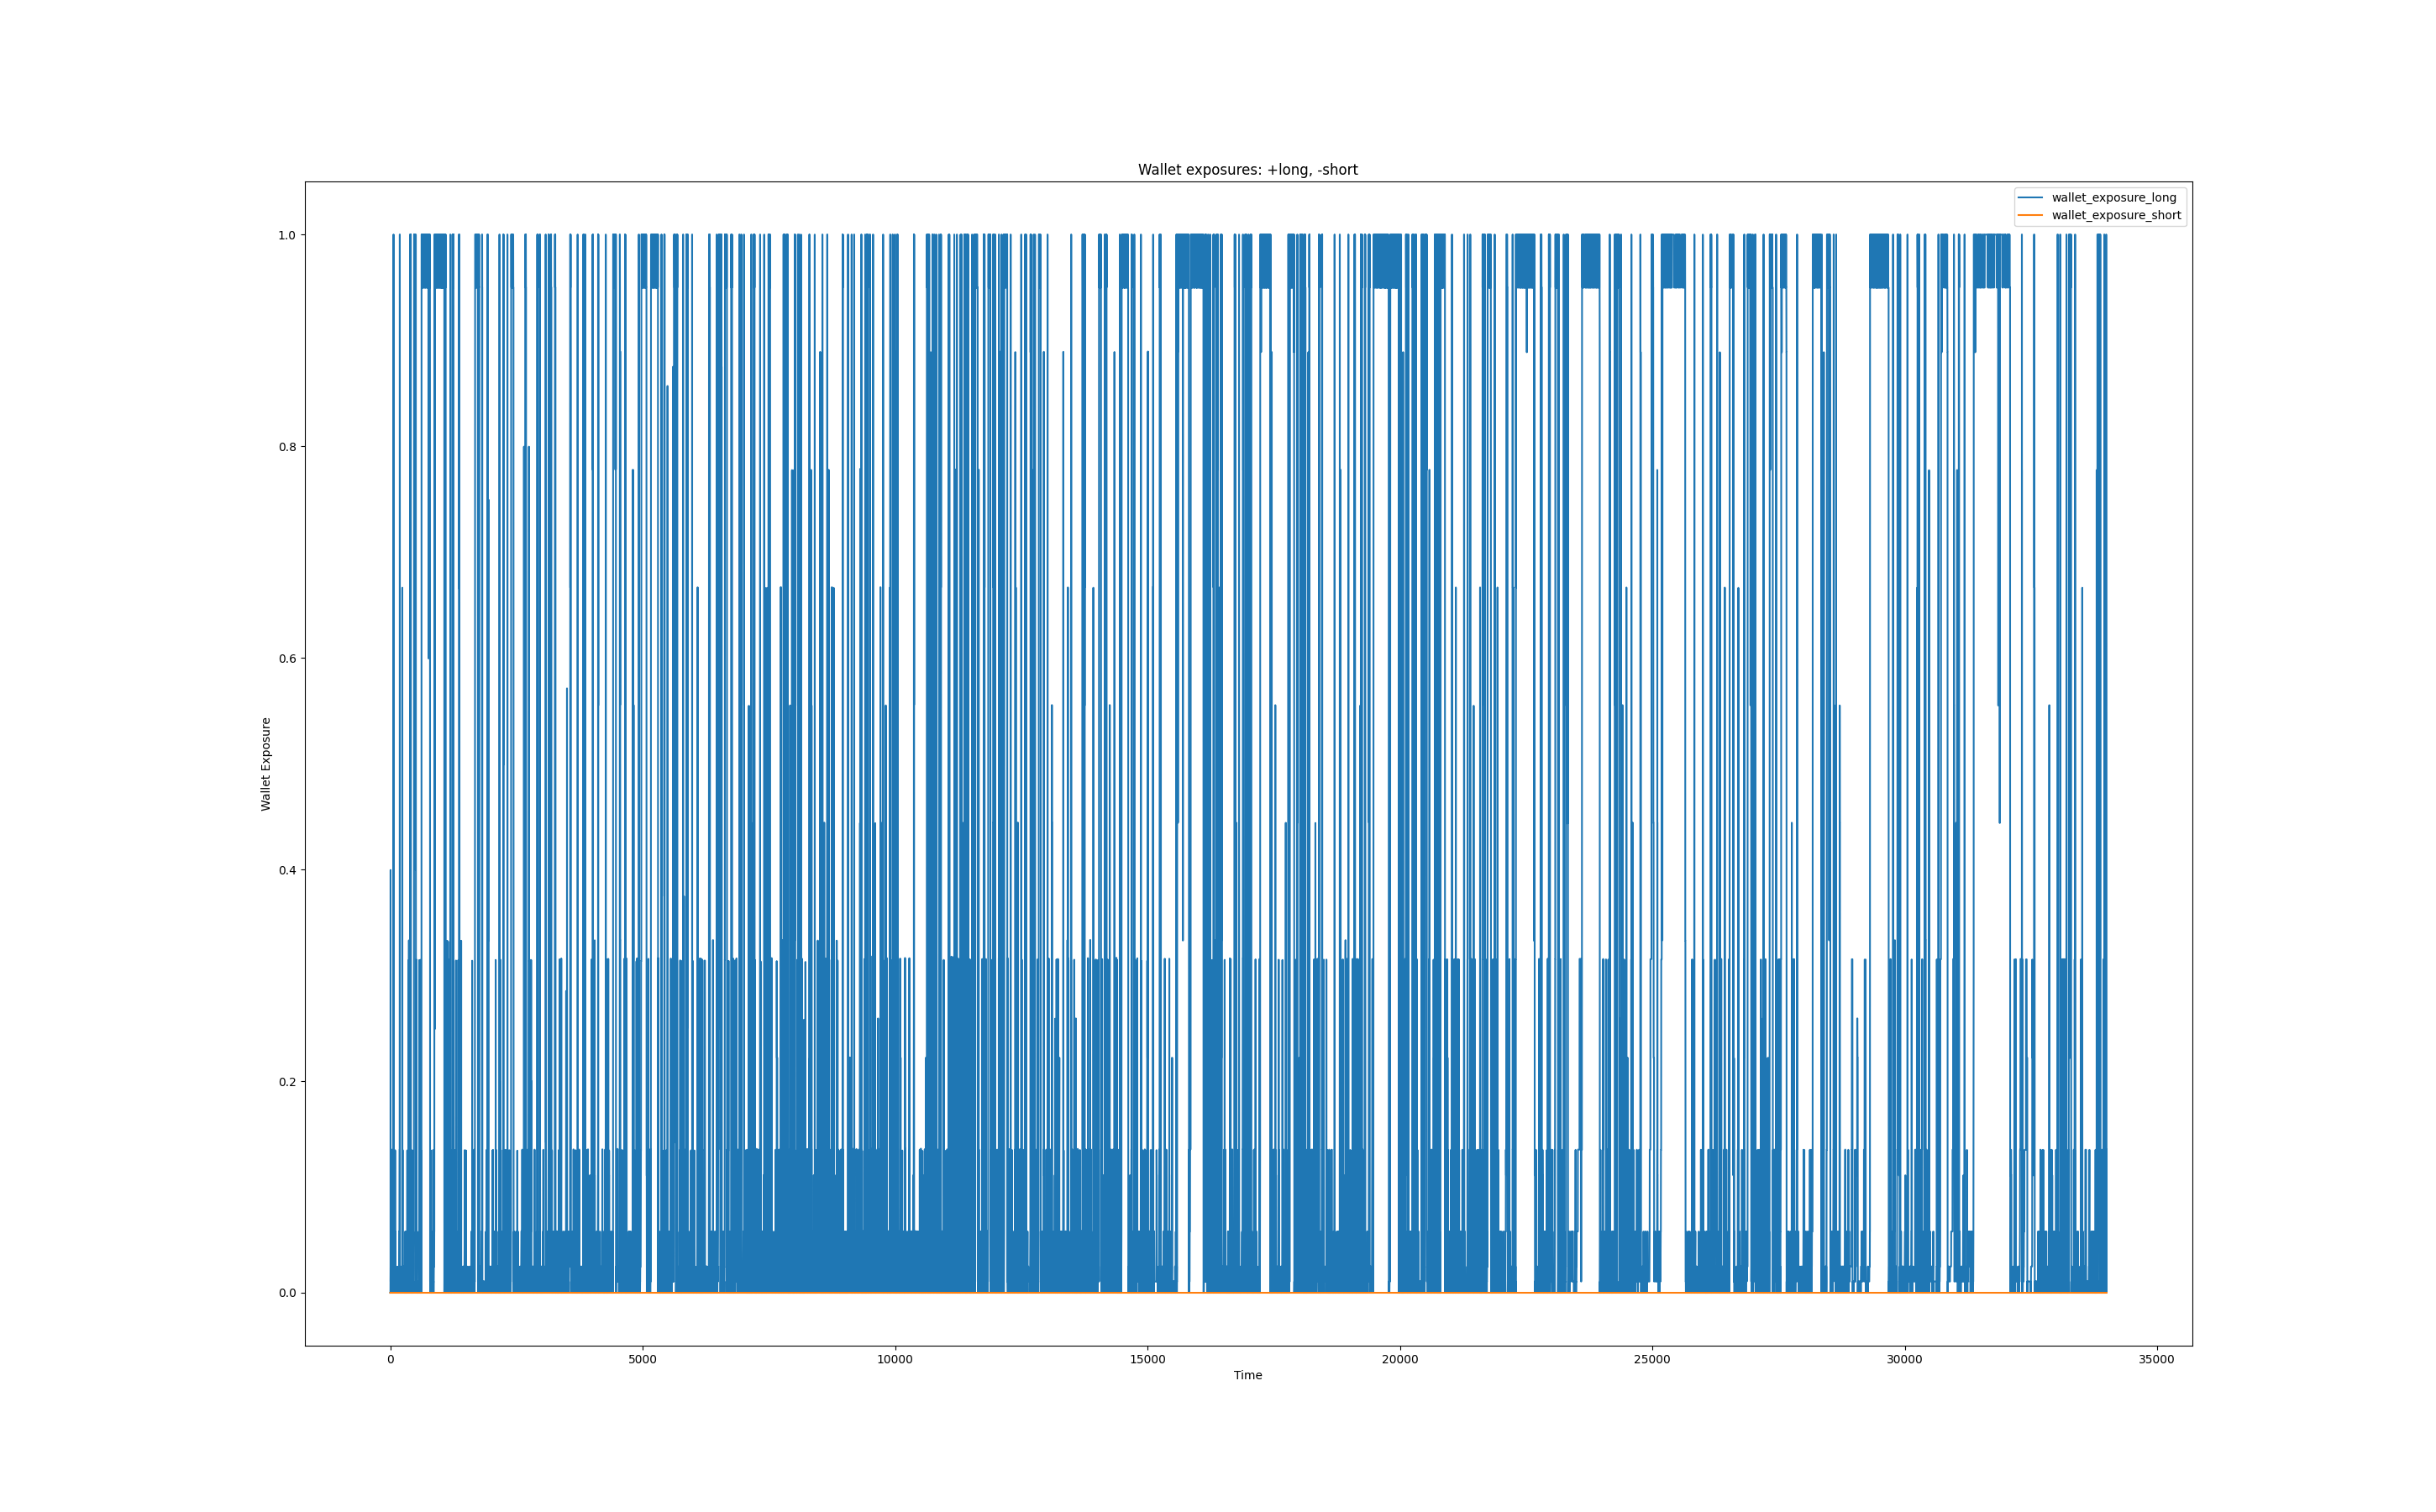 Wallet exposures: +long, -short
wallet_exposure_long
wallet_exposure_short
1.0
0.8
0.6
0.4
0.2
0.0
Wallet Exposure
0 5000 10000 15000 20000 25000 30000 35000
Time